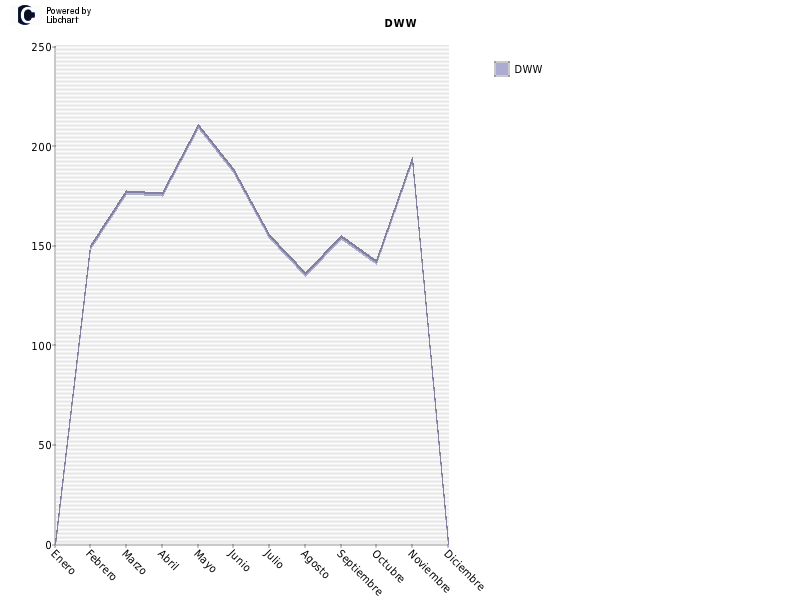 Powered by
Libchart
DWW
250
200
150
100
50
0
DWW
Enero
Febrero
Marzo
Abril
Mayo
Junio
Julio
Agosto
Septiembre
Octubre
Noviembre
Diciembre